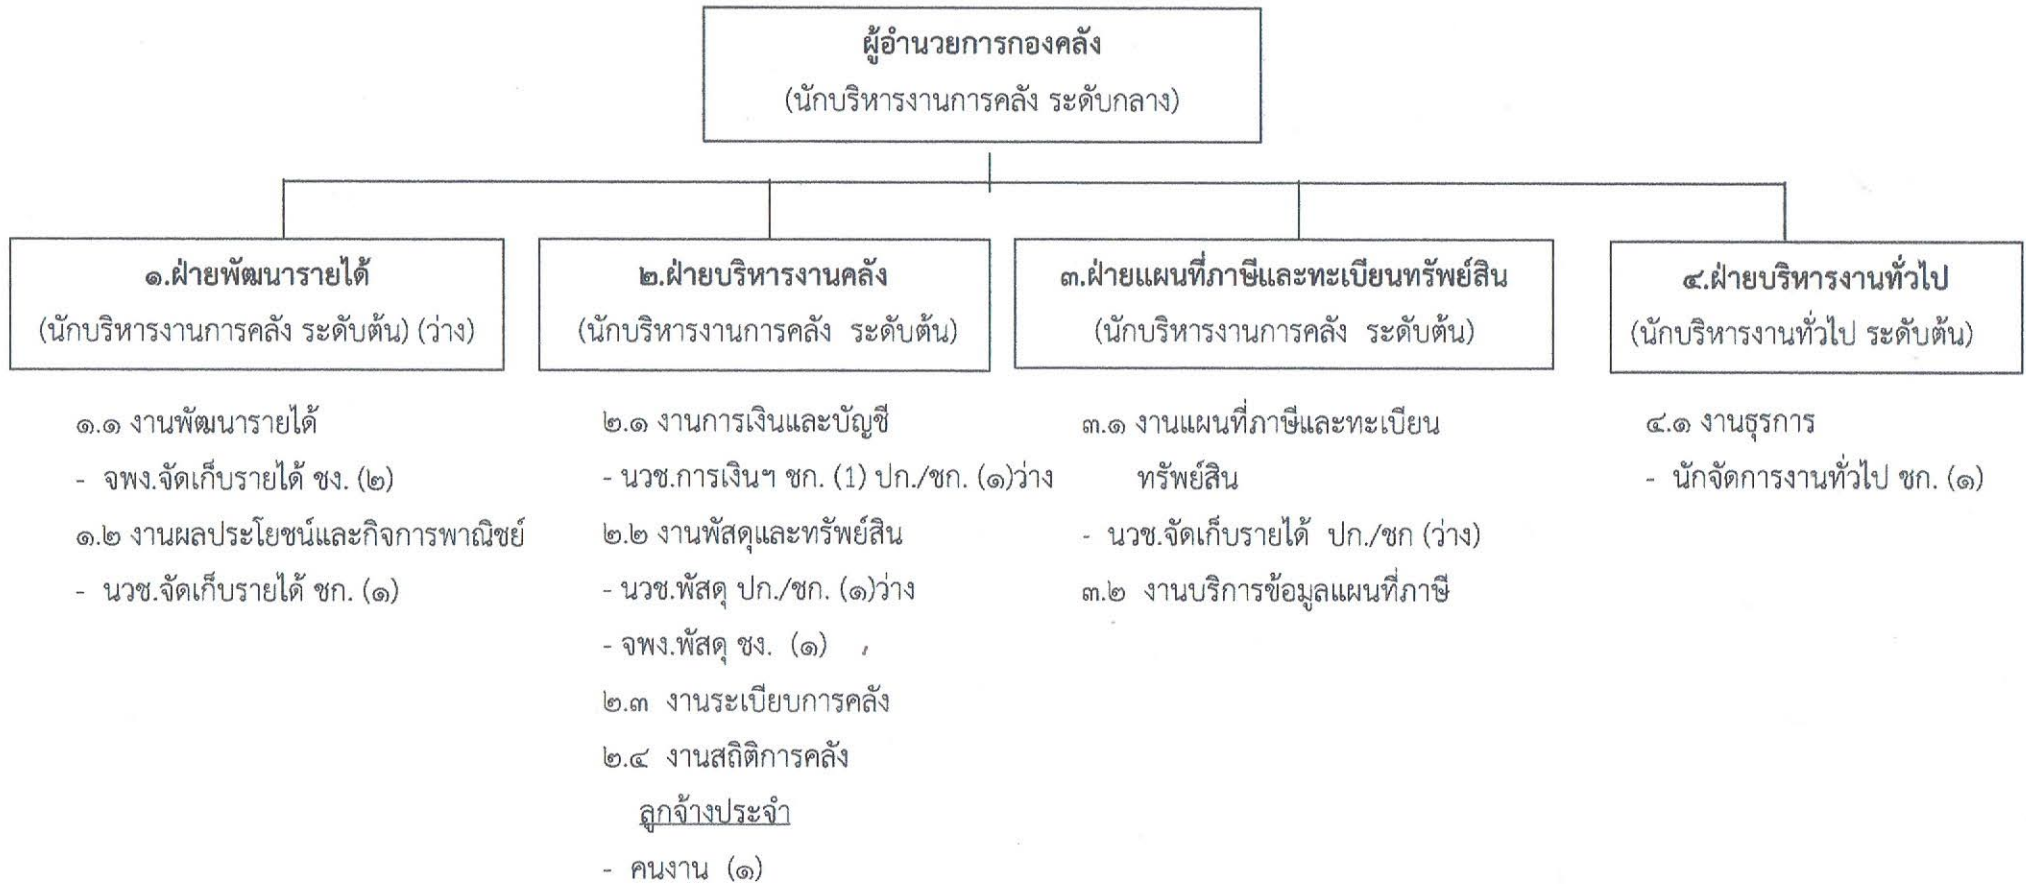 ผู้อำนวยการกองคลัง
(นักบริหารงานการคลัง ระดับกลาง)
๑.ฝ่ายพัฒนารายได้
(นักบริหารงานการคลัง ระดับต้น) (ว่าง)
๑.๑ งานพัฒนารายได้
- จพง.จัดเก็บรายได้ ชง. (๒)
๑.๒ งานผลประโยชน์และกิจการพาณิชย์
- นวช.จัดเก็บรายได้ ชก. (๑)
๒.ฝ่ายบริหารงานคลัง
(นักบริหารงานการคลัง ระดับต้น)
๒.๑ งานการเงินและบัญชี
- นวช.การเงินฯ ชก. (1) ปก./ชก. (๑)ว่าง
๒.๒ งานพัสดุและทรัพย์สิน
- นวช.พัสดุ ปก./ชก. (๑)ว่าง
- จพง.พัสดุ ชง. (๑)
๒.๓ งานระเบียบการคลัง
๒.๔ งานสถิติการคลัง
ลูกจ้างประจำ
- คนงาน (๑)
๓.ฝ่ายแผนที่ภาษีและทะเบียนทรัพย์สิน
(นักบริหารงานการคลัง ระดับต้น)
๓.๑ งานแผนที่ภาษีและทะเบียน
ทรัพย์สิน
- นวช.จัดเก็บรายได้ ปก./ชก (ว่าง)
๓.๒ งานบริการข้อมูลแผนที่ภาษี
๔.ฝ่ายบริหารงานทั่วไป
(นักบริหารงานทั่วไป ระดับต้น)
๔.๑ งานธุรการ
- นักจัดการงานทั่วไป ชก. (๑)